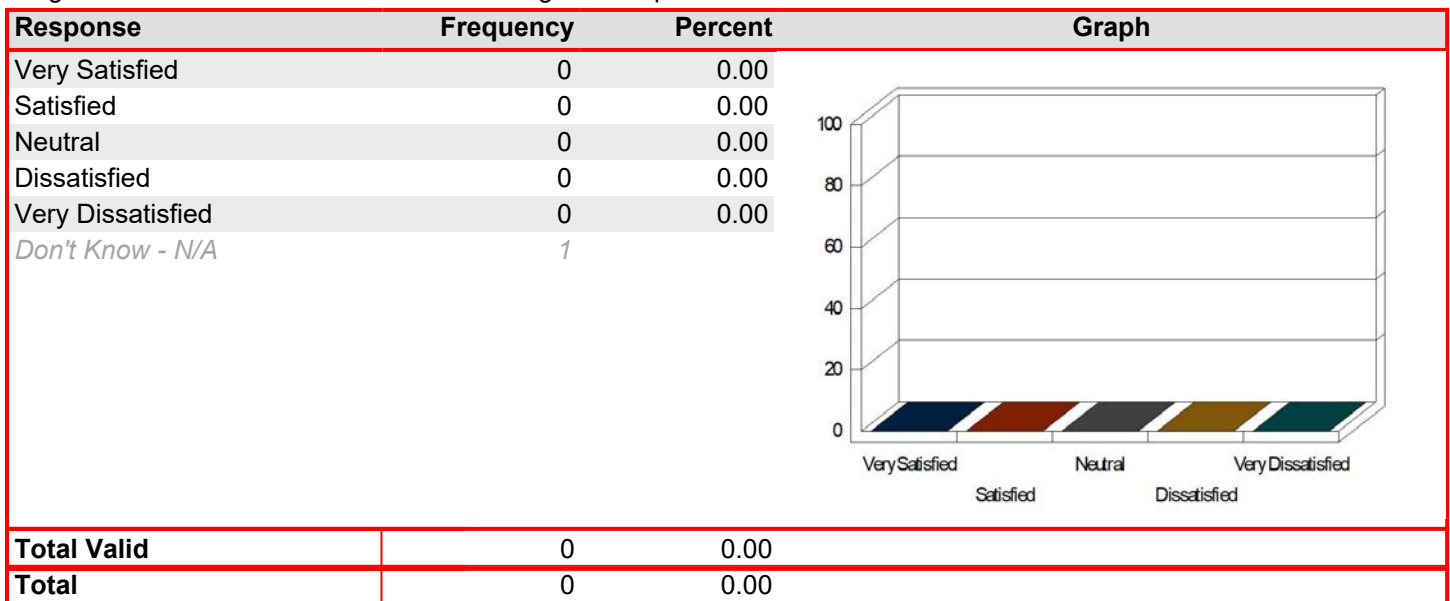 Response Frequency Percent Graph
Very Satisfied 0 0.00
Satisfied 0 0.00
Neutral 0 0.00
Dissatisfied 0 0.00
Very Dissatisfied 0 0.00
Don't Know - N/A 1
100
80
60
40
20
0
Very Satisfied Neutral Very Dissatisfied
Satisfied Dissatisfied
Total Valid 0 0.00
Total 0 0.00